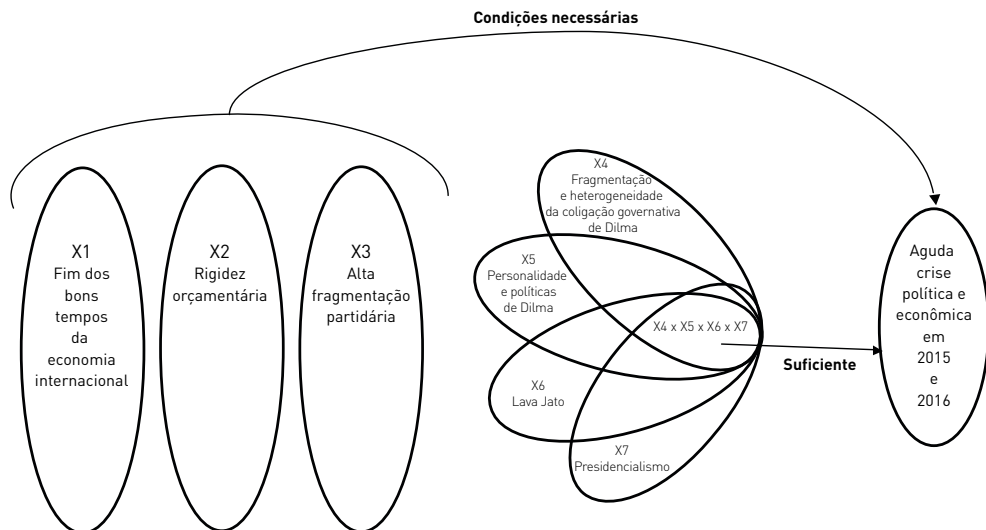 Condições necessárias
X1
Fim dos
bons
tempos
da
economia
internacional
X2
Rigidez
orçamentária
X3
Alta
fragmentação
partidária
X4
Fragmentação
e heterogeneidade
da coligação governativa
de Dilma
X5
Personalidade
e políticas
de Dilma
X4 x X5 x X6 x X7
X6
Lava Jato
X7
Presidencialismo
Suficiente
Aguda
crise
política e
econômica
em
2015
e
2016